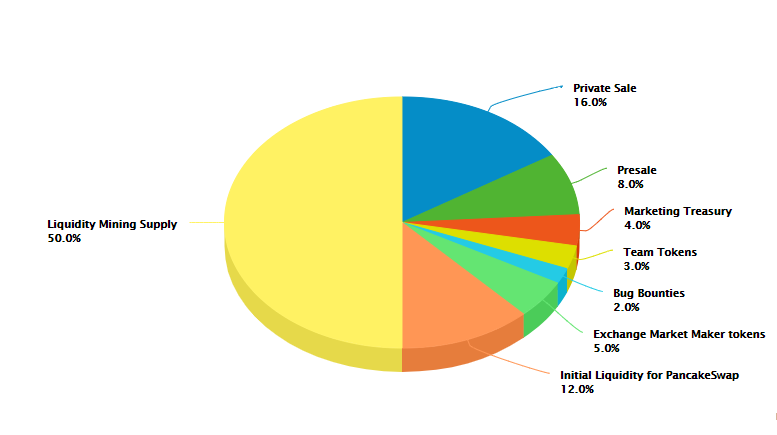 Private Sale
16.0%
Presale
8.0%
Marketing Treasury
4.0%
Team Tokens
3.0%
Bug Bounties
2.0%
Exchange Market Maker tokens
5.0%
Initial Liquidity for PancakeSwap
12.0%
Liquidity Mining Supply
50.0%